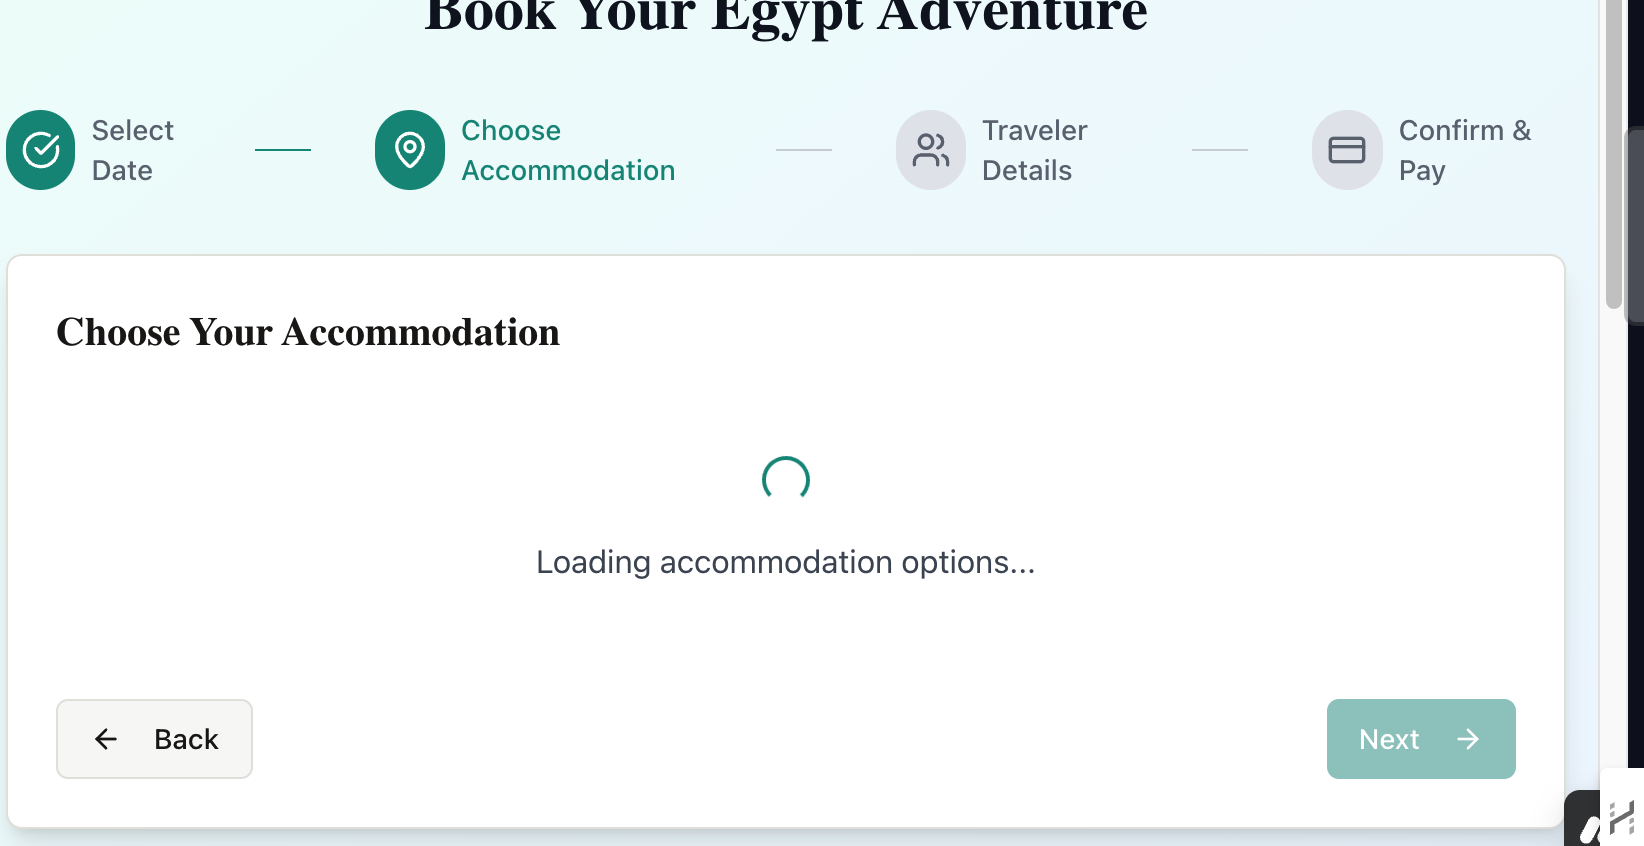 Book Your Egypt Adventure
Select
Date
Choose
Accommodation
Traveler
Details
Confirm &
Pay
Choose Your Accommodation
Loading accommodation options...
Back
Next